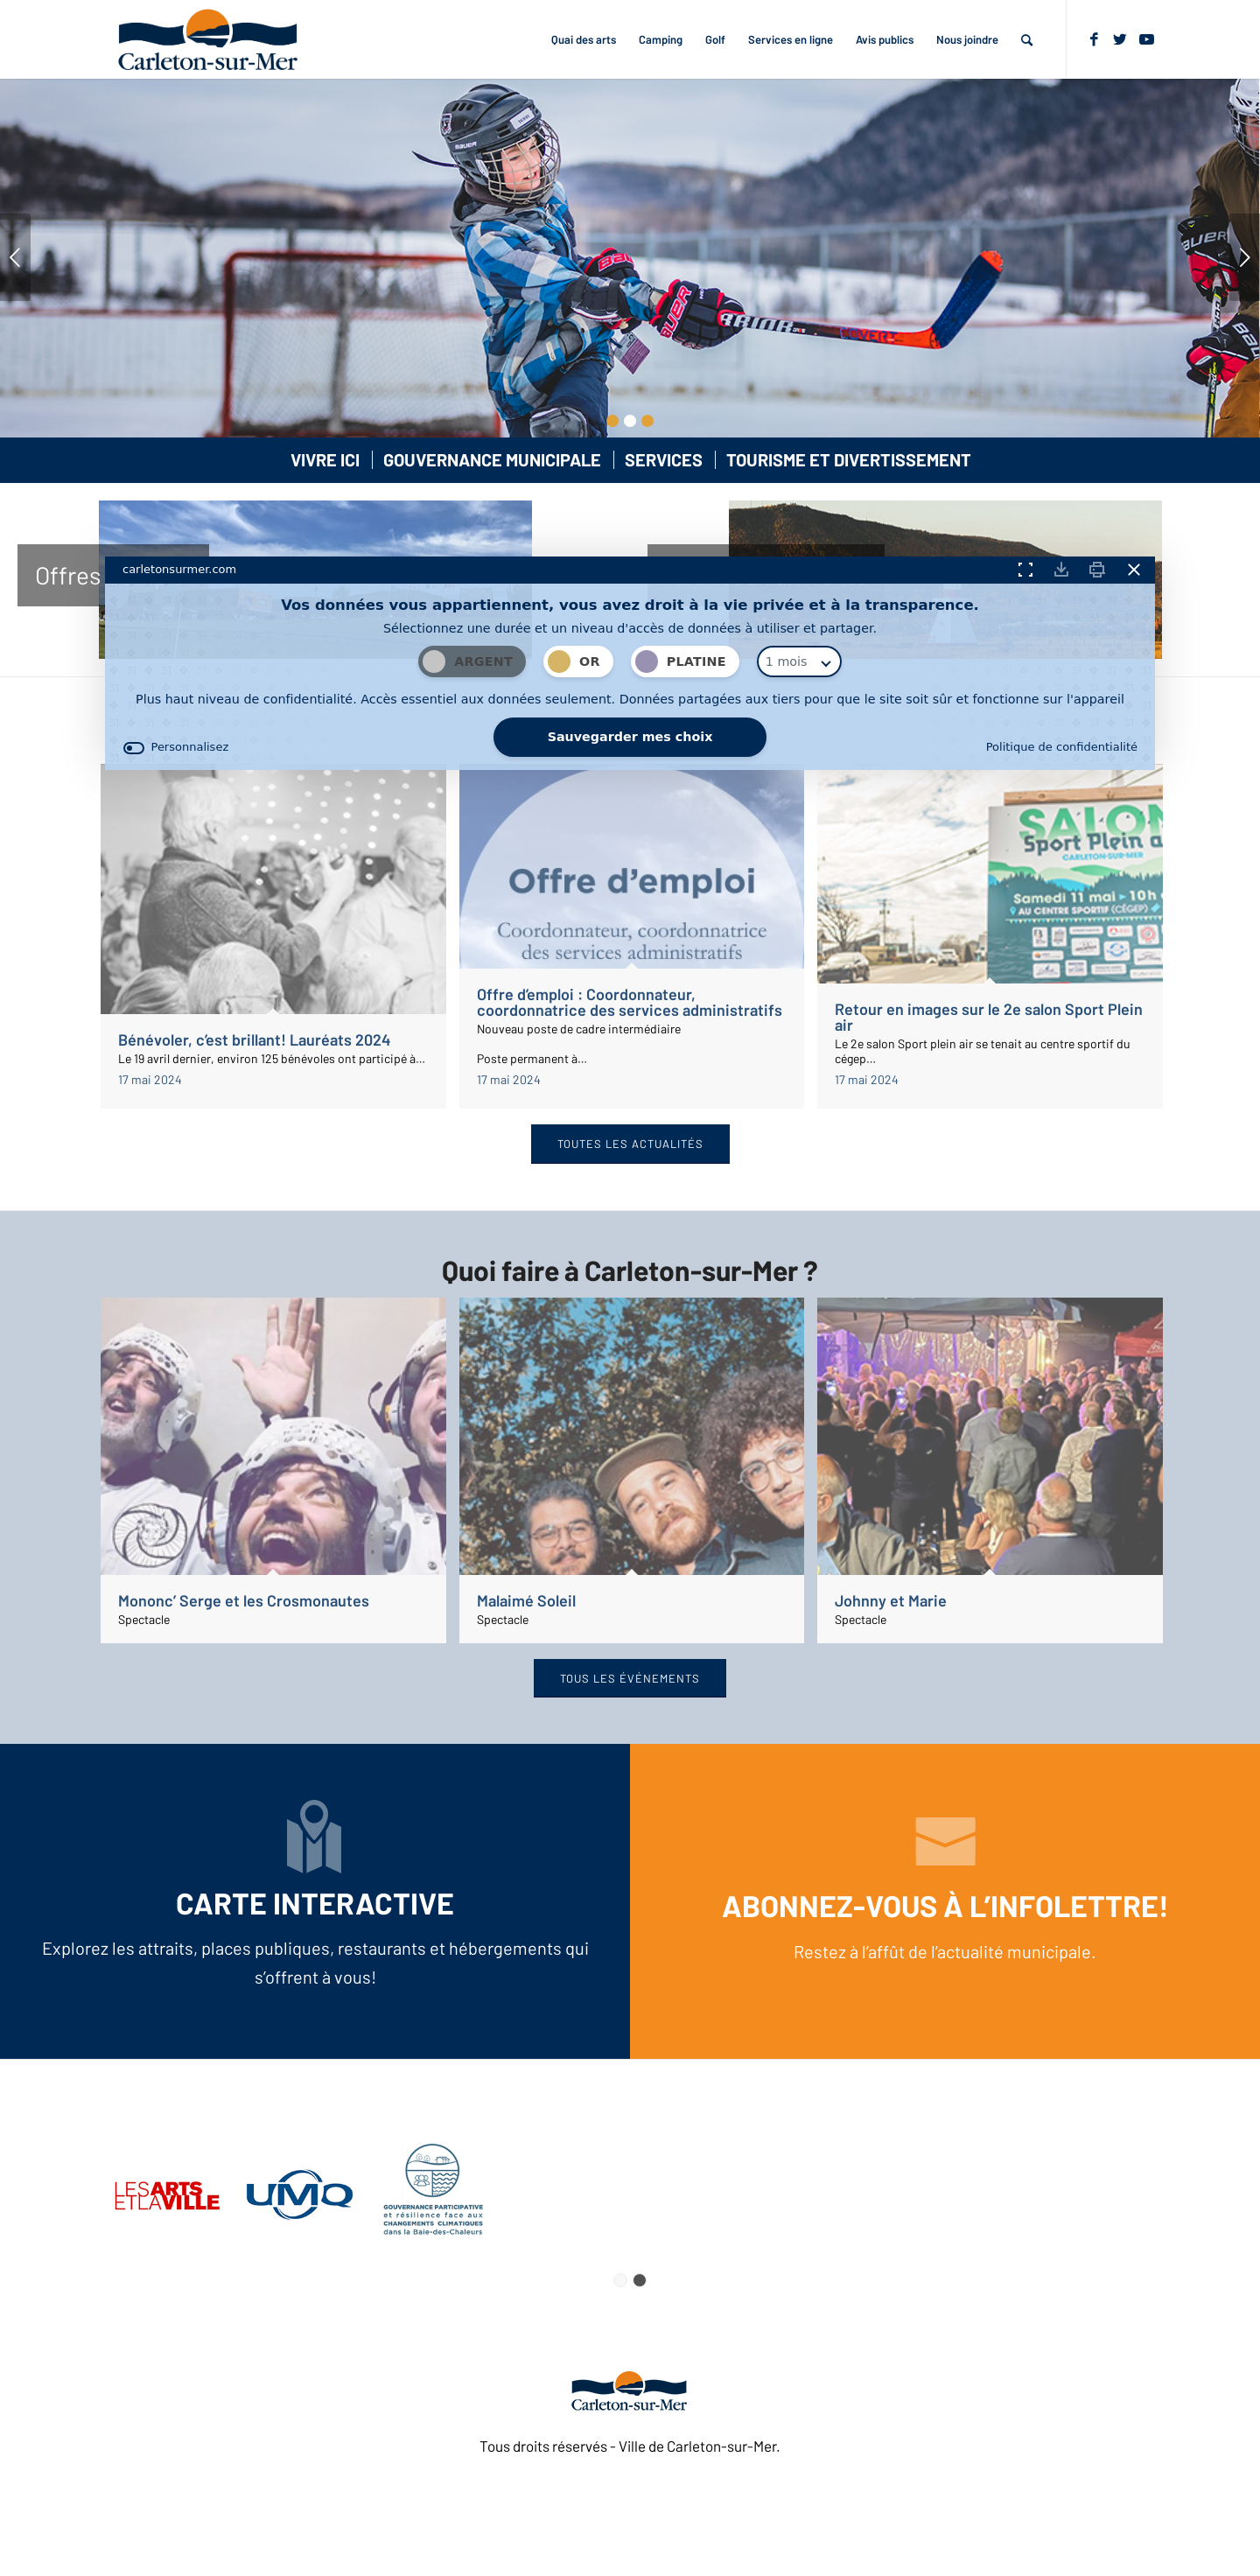 Carleton-sur-Mer
Quai des arts
Camping
Golf
Services en ligne
Avis publics
Nous joindre
BAUER
BAUER
WARRIOR
COVERT
VIVRE ICI
GOUVERNANCE MUNICIPALE
SERVICES
TOURISME ET DIVERTISSEMENT
Offres
carletonsurmer.com
Vos données vous appartiennent, vous avez droit à la vie privée et à la transparence.
Sélectionnez une durée et un niveau d'accès de données à utiliser et partager.
ARGENT
OR
PLATINE
1 mois
Plus haut niveau de confidentialité. Accès essentiel aux données seulement. Données partagées aux tiers pour que le site soit sûr et fonctionne sur l'appareil
Personnalisez
Sauvegarder mes choix
Politique de confidentialité
Offre d'emploi
Coordonnateur, coordonnatrice
des services administratifs
SALON
Sport Plein a
CARLETON-SUR-MER
Samedi 11 mai
10h
AU CENTRE SPORTIF (CÉGEP)
Bénévoler, c’est brillant! Lauréats 2024
Le 19 avril dernier, environ 125 bénévoles ont participé à…
17 mai 2024
Offre d’emploi : Coordonnateur,
coordonnatrice des services administratifs
Nouveau poste de cadre intermédiaire
Poste permanent à…
17 mai 2024
Retour en images sur le 2e salon Sport Plein
air
Le 2e salon Sport plein air se tenait au centre sportif du
cégep…
17 mai 2024
TOUTES LES ACTUALITÉS
Quoi faire à Carleton-sur-Mer ?
Mononc’ Serge et les Crosmonautes
Spectacle
Malaimé Soleil
Spectacle
Johnny et Marie
Spectacle
TOUS LES ÉVÉNEMENTS
CARTE INTERACTIVE
Explorez les attraits, places publiques, restaurants et hébergements qui
s’offrent à vous!
ABONNEZ-VOUS À L’INFOLETTRE!
Restez à l’affût de l’actualité municipale.
LES ARTS
ET LA VILLE
UMQ
GOUVERNANCE PARTICIPATIVE
et résilience face aux
CHANGEMENTS CLIMATIQUES
dans la Baie-des-Chaleurs
Carleton-sur-Mer
Tous droits réservés - Ville de Carleton-sur-Mer.